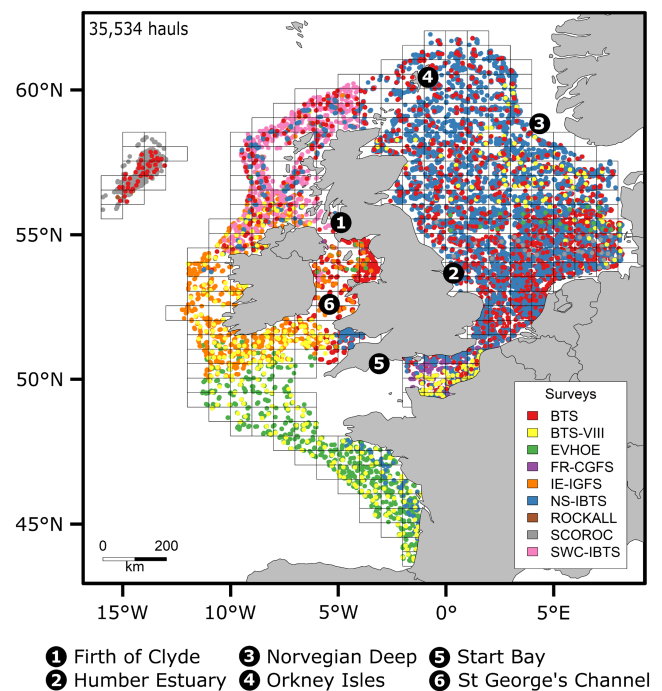 35,534 hauls
60°N
55°N
50°N
45°N
4
3
1
2
6
5
Surveys
BTS
BTS-VIII
EVHOE
FR-CGFS
IE-IGFS
NS-IBTS
ROCKALL
SCOROC
SWC-IBTS
0 200
km
15°W 10°W 5°W 0° 5°E
1 Firth of Clyde 3 Norvegian Deep 5 Start Bay
2 Humber Estuary 4 Orkney Isles 6 St George's Channel